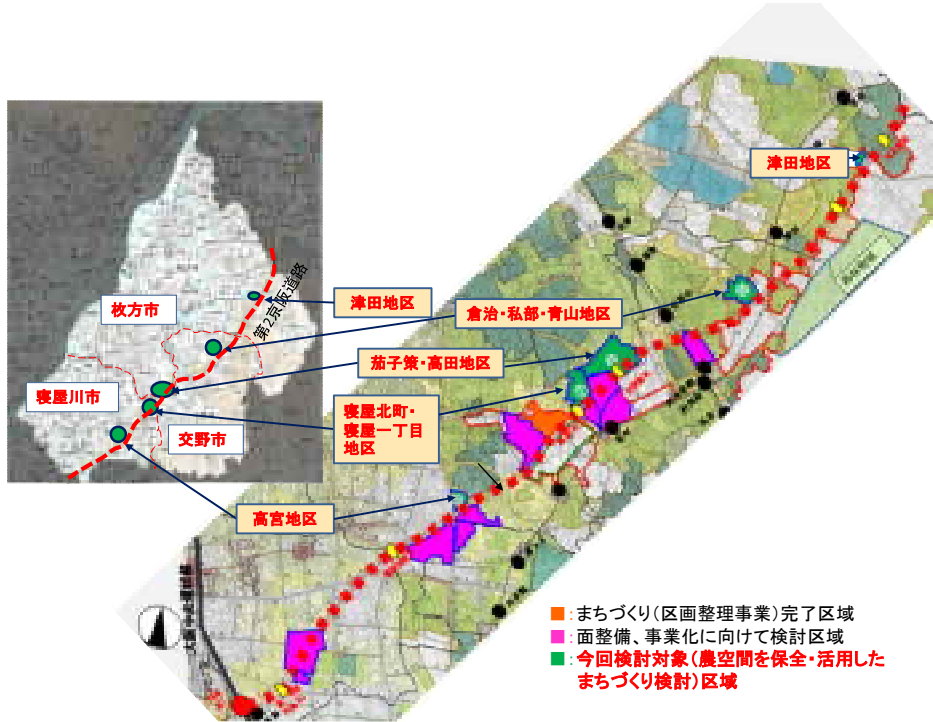 津田地区
第2京阪道路
津田地区
枚方市
倉治・私部・青山地区
茄子策・高田地区
寝屋川市
寝屋北町・
寝屋一丁目
地区
交野市
高宮地区
■:まちづくり(区画整理事業)完了区域
■:面整備、事業化に向けて検討区域
■:今回検討対象(農空間を保全・活用した
まちづくり検討)区域